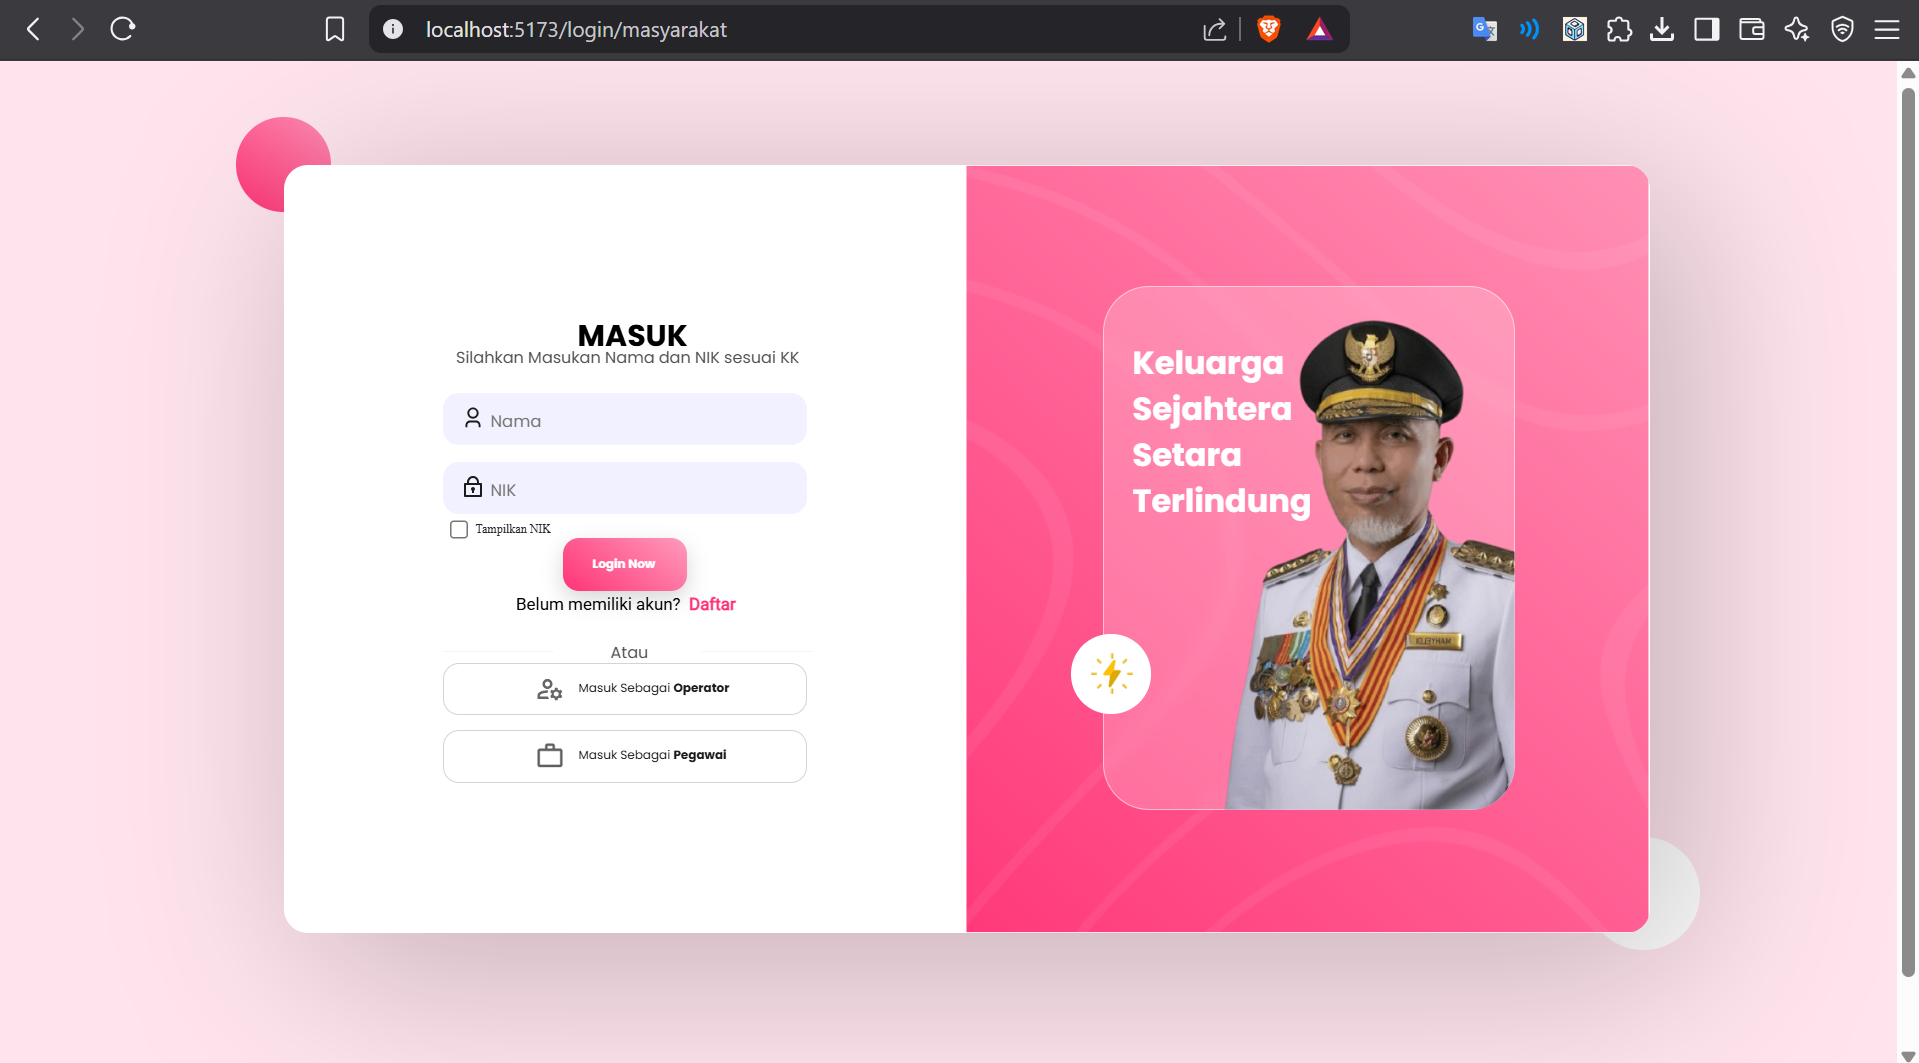 localhost:5173/login/masyarakat
MASUK
Silahkan Masukan Nama dan NIK sesuai KK
Nama
NIK
Tampilkan NIK
Login Now
Belum memiliki akun? Daftar
Atau
Masuk Sebagai Operator
Masuk Sebagai Pegawai
Keluarga
Sejahtera
Setara
Terlindung